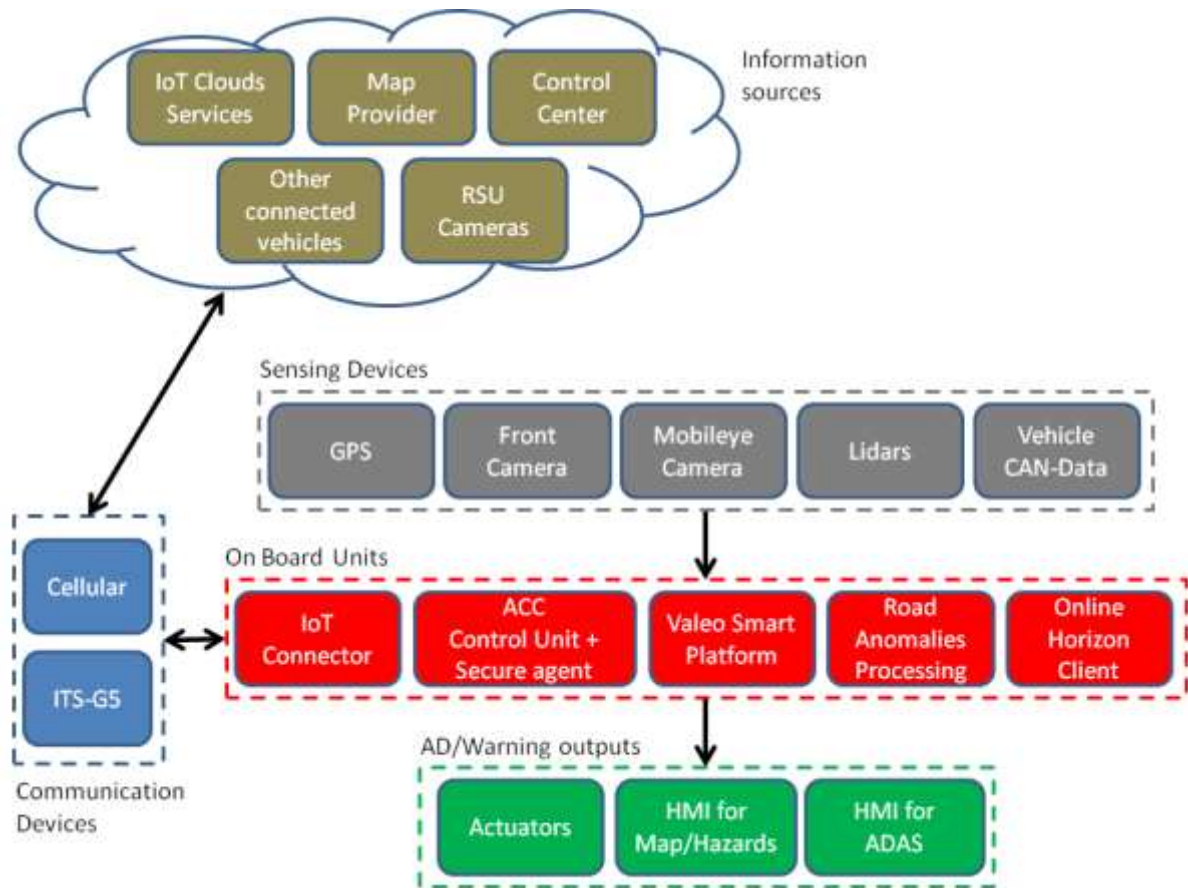 IoT Clouds
Services
Map
Provider
Control
Center
Information
sources
Other
connected
vehicles
RSU
Cameras
Sensing Devices
GPS
Front
Camera
Mobileye
Camera
Lidars
Vehicle
CAN-Data
On Board Units
Cellular
ITS-G5
Communication
Devices
IoT
Connector
ACC
Control Unit +
Secure agent
Valeo Smart
Platform
Road
Anomalies
Processing
Online
Horizon
Client
AD/Warning outputs
Actuators
HMI for
Map/Hazards
HMI for
ADAS